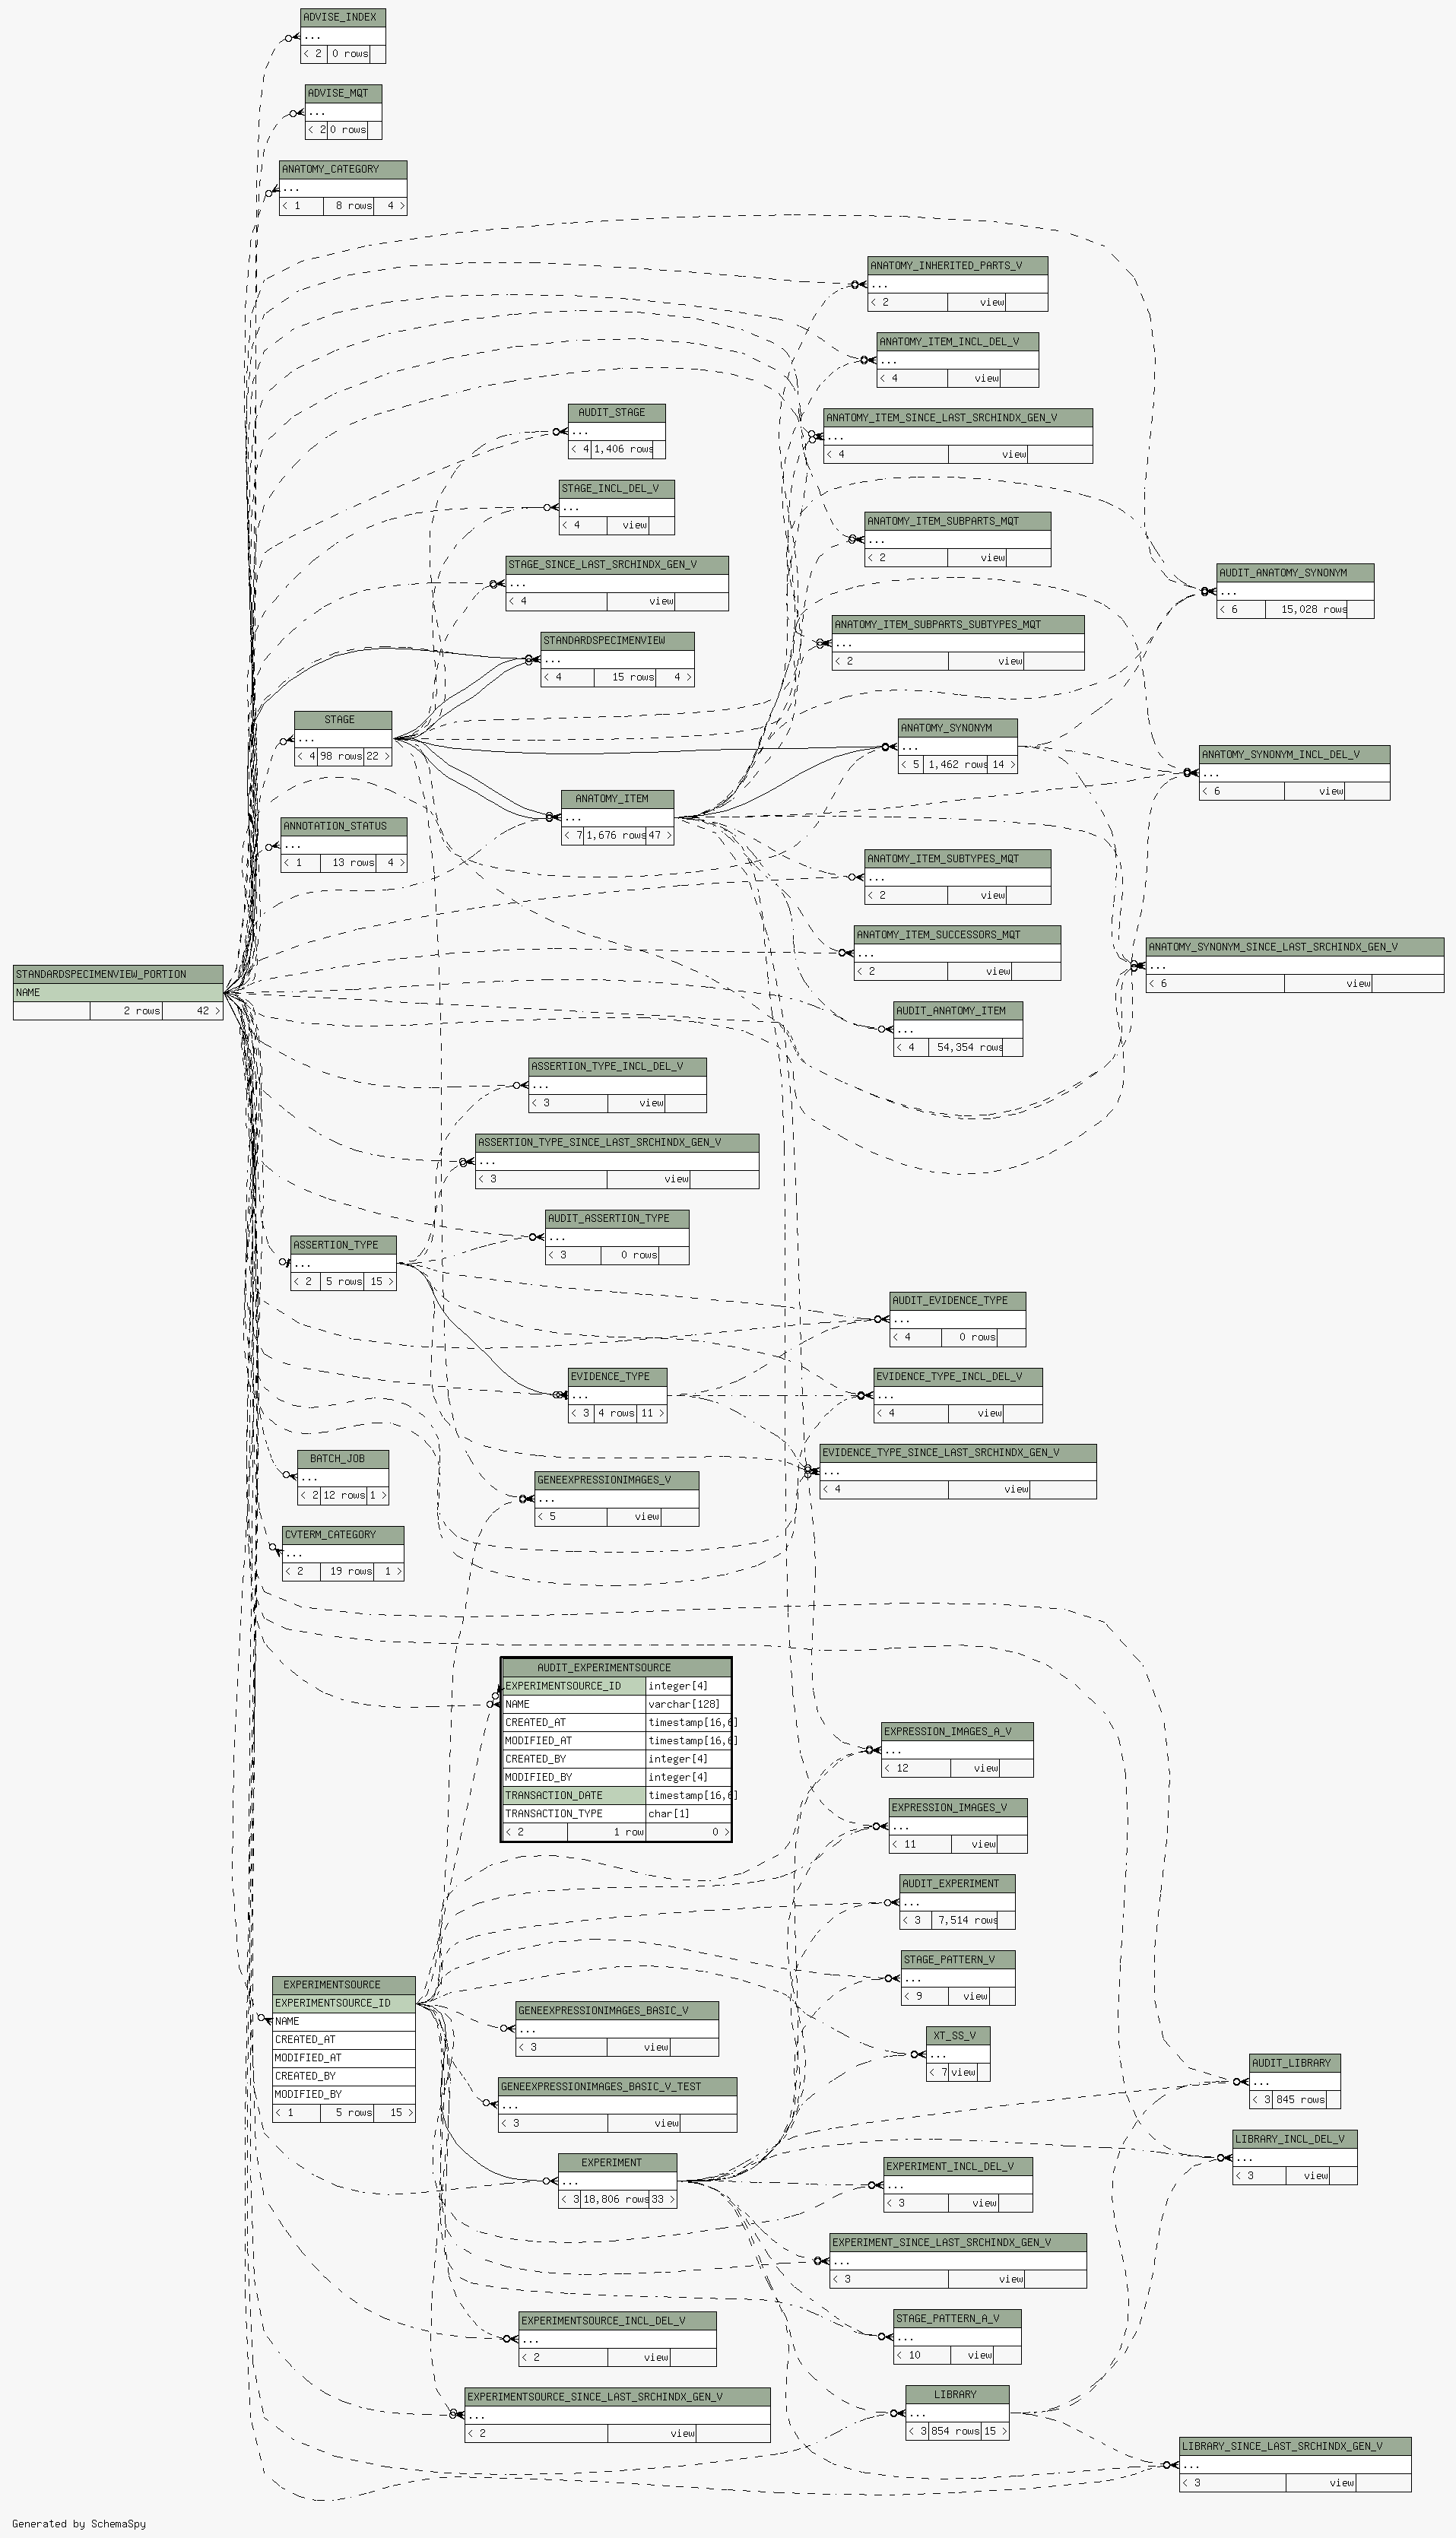 ADVISE_INDEX
...
< 2 0 rows
ADVISE_MQT
...
< 2 0 rows
ANATOMY_CATEGORY
...
< 1 8 rows 4 >
ANATOMY_INHERITED_PARTS_V
...
< 2 view
ANATOMY_ITEM_INCL_DEL_V
...
< 4 view
AUDIT_STAGE
...
< 4 1,406 rows
ANATOMY_ITEM_SINCE_LAST_SRCHINDX_GEN_V
...
< 4 view
STAGE_INCL_DEL_V
...
< 4 view
ANATOMY_ITEM_SUBPARTS_MQT
...
< 2 view
STAGE_SINCE_LAST_SRCHINDX_GEN_V
...
< 4 view
AUDIT_ANATOMY_SYNONYM
...
< 6 15,028 rows
ANATOMY_ITEM_SUBPARTS_SUBTYPES_MQT
...
< 2 view
STANDARDSPECIMENVIEW
...
< 4 15 rows 4 >
STAGE
...
< 4 98 rows 22 >
ANATOMY_SYNONYM
...
< 5 1,462 rows 14 >
ANATOMY_SYNONYM_INCL_DEL_V
...
< 6 view
ANATOMY_ITEM
...
< 7 1,676 rows 47 >
ANNOTATION_STATUS
...
< 1 13 rows 4 >
ANATOMY_ITEM_SUBTYPES_MQT
...
< 2 view
ANATOMY_ITEM_SUCCESSORS_MQT
...
< 2 view
ANATOMY_SYNONYM_SINCE_LAST_SRCHINDX_GEN_V
...
< 6 view
STANDARDSPECIMENVIEW_PORTION
NAME
2 rows 42 >
AUDIT_ANATOMY_ITEM
...
< 4 54,354 rows
ASSERTION_TYPE_INCL_DEL_V
...
< 3 view
ASSERTION_TYPE_SINCE_LAST_SRCHINDX_GEN_V
...
< 3 view
AUDIT_ASSERTION_TYPE
...
< 3 0 rows
ASSERTION_TYPE
...
< 2 5 rows 15 >
AUDIT_EVIDENCE_TYPE
...
< 4 0 rows
EVIDENCE_TYPE
...
< 3 4 rows 11 >
EVIDENCE_TYPE_INCL_DEL_V
...
< 4 view
EVIDENCE_TYPE_SINCE_LAST_SRCHINDX_GEN_V
...
< 4 view
BATCH_JOB
...
< 2 12 rows 1 >
GENEEXPRESSIONIMAGES_V
...
< 5 view
CVTERM_CATEGORY
...
< 2 19 rows 1 >
AUDIT_EXPERIMENTSOURCE
EXPERIMENTSOURCE_ID integer[4]
NAME varchar[128]
CREATED_AT timestamp[16,6]
MODIFIED_AT timestamp[16,6]
CREATED_BY integer[4]
MODIFIED_BY integer[4]
TRANSACTION_DATE timestamp[16,6]
TRANSACTION_TYPE char[1]
< 2 1 row 0 >
EXPRESSION_IMAGES_A_V
...
< 12 view
EXPRESSION_IMAGES_V
...
< 11 view
AUDIT_EXPERIMENT
...
< 3 7,514 rows
STAGE_PATTERN_V
...
< 9 view
EXPERIMENTSOURCE
EXPERIMENTSOURCE_ID
NAME
CREATED_AT
MODIFIED_AT
CREATED_BY
MODIFIED_BY
< 1 5 rows 15 >
GENEEXPRESSIONIMAGES_BASIC_V
...
< 3 view
XT_SS_V
...
< 7 view
AUDIT_LIBRARY
...
< 3 845 rows
GENEEXPRESSIONIMAGES_BASIC_V_TEST
...
< 3 view
LIBRARY_INCL_DEL_V
...
< 3 view
EXPERIMENT
...
< 3 18,806 rows 33 >
EXPERIMENT_INCL_DEL_V
...
< 3 view
EXPERIMENT_SINCE_LAST_SRCHINDX_GEN_V
...
< 3 view
STAGE_PATTERN_A_V
...
< 10 view
EXPERIMENTSOURCE_INCL_DEL_V
...
< 2 view
LIBRARY
...
< 3 854 rows 15 >
EXPERIMENTSOURCE_SINCE_LAST_SRCHINDX_GEN_V
...
< 2 view
LIBRARY_SINCE_LAST_SRCHINDX_GEN_V
...
< 3 view
Generated by SchemaSpy